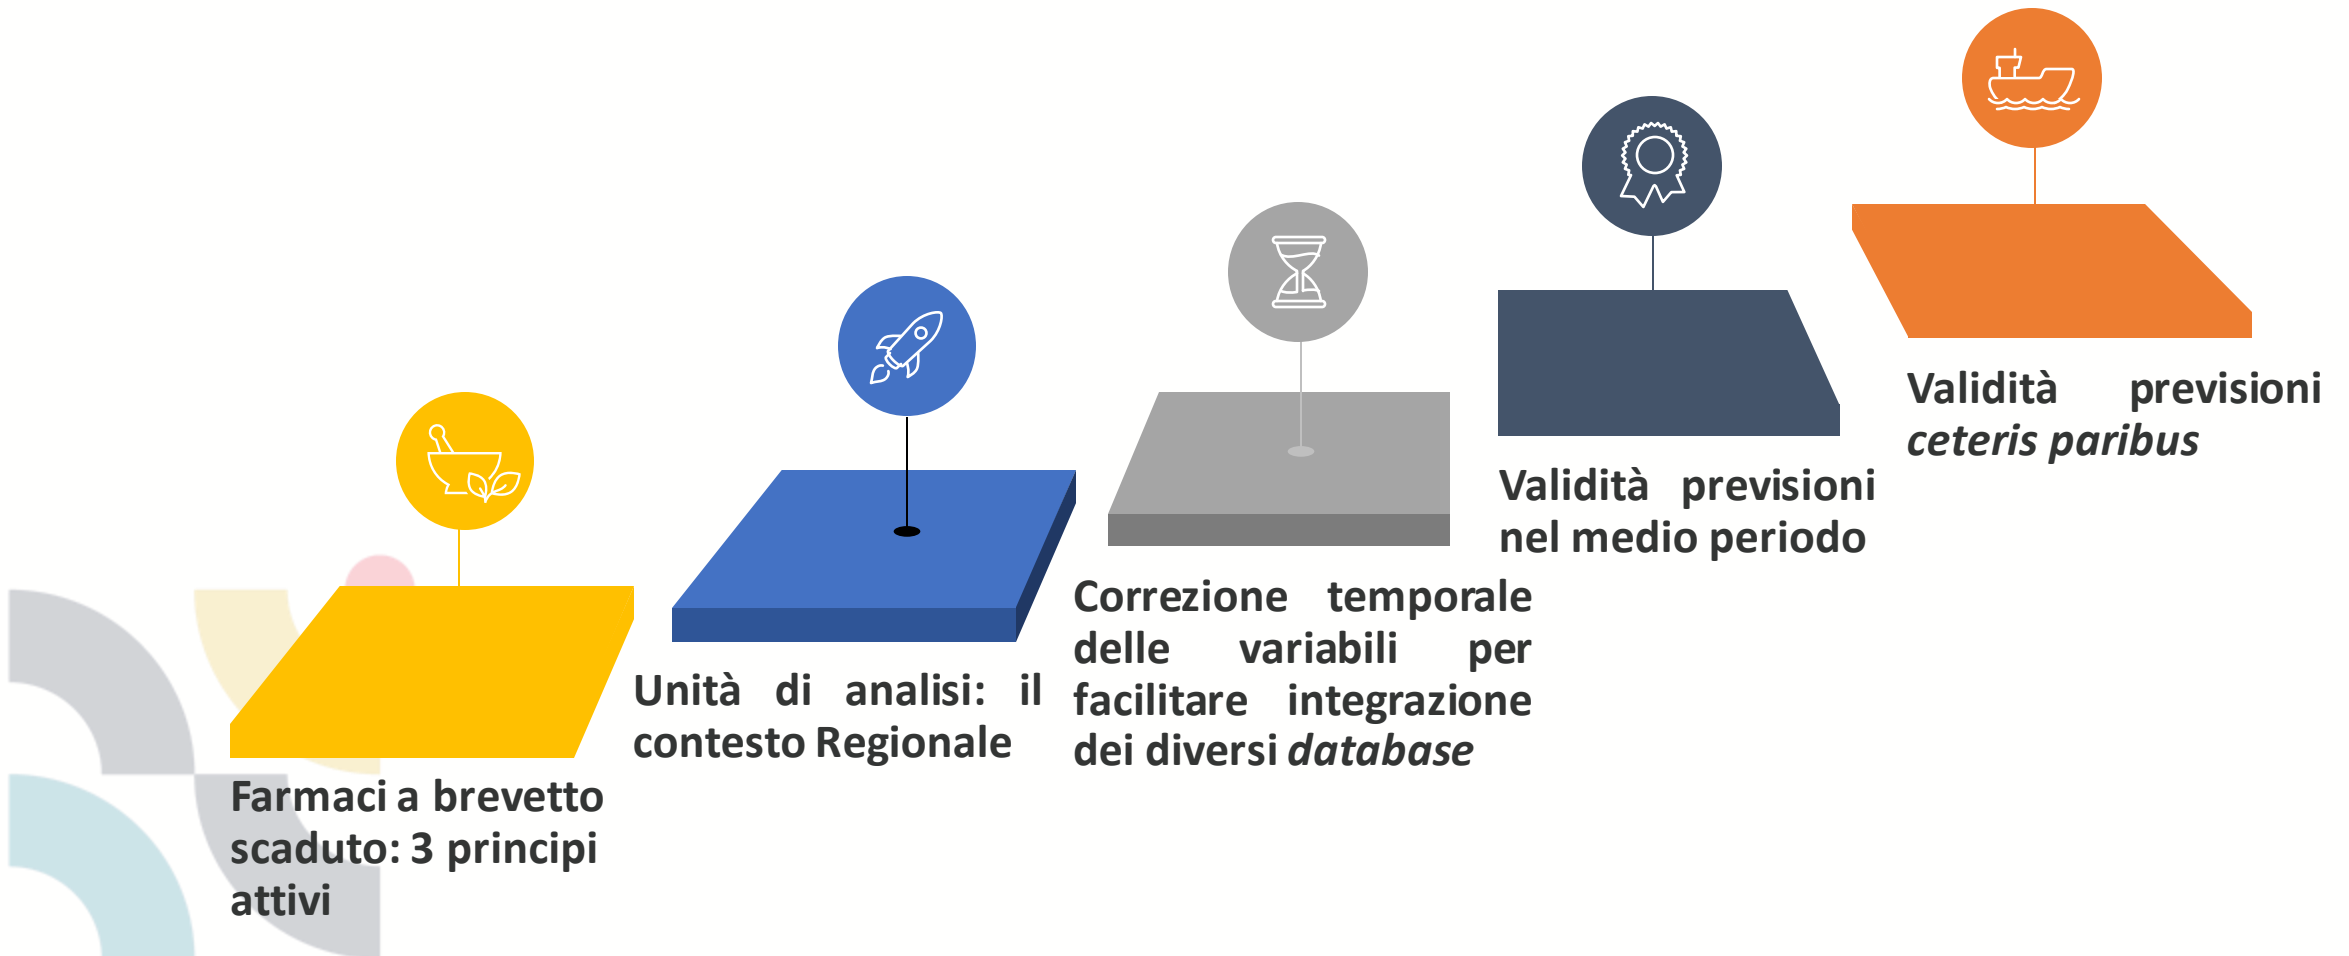 Farmaci a brevetto
scaduto: 3 principi
attivi
Unità di analisi: il
contesto Regionale
Correzione temporale
delle variabili per
facilitare integrazione
dei diversi database
Validità previsioni
nel medio periodo
Validità previsioni
ceteris paribus